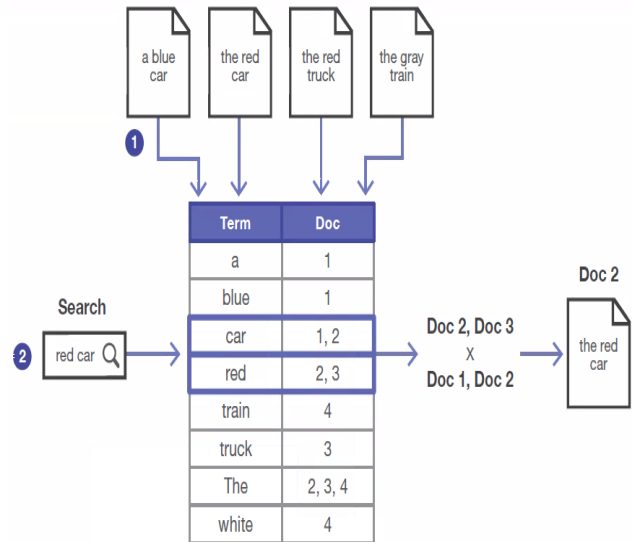 a blue
car
the red
car
the red
truck
the gray
train
1
Term Doc
a 1
blue 1
car 1, 2
red 2, 3
train 4
truck 3
The 2, 3, 4
white 4
Search
2
red car
Doc 2, Doc 3
X
Doc 1, Doc 2
Doc 2
the red
car